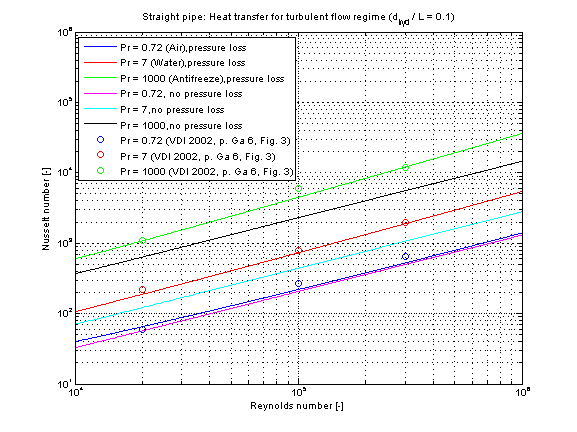 Straight pipe: Heat transfer for turbulent flow regime (d_hyd / L = 0.1)
Pr = 0.72 (Air),pressure loss
Pr = 7 (Water),pressure loss
Pr = 1000 (Antifreeze),pressure loss
Pr = 0.72, no pressure loss
Pr = 7,no pressure loss
Pr = 1000,no pressure loss
Pr = 0.72 (VDI 2002, p. Ga 6, Fig. 3)
Pr = 7 (VDI 2002, p. Ga 6, Fig. 3)
Pr = 1000 (VDI 2002, p. Ga 6, Fig. 3)
Nusselt number [-]
10^6
10^5
10^4
10^3
10^2
10^1
10^4
10^5
10^6
Reynolds number [-]